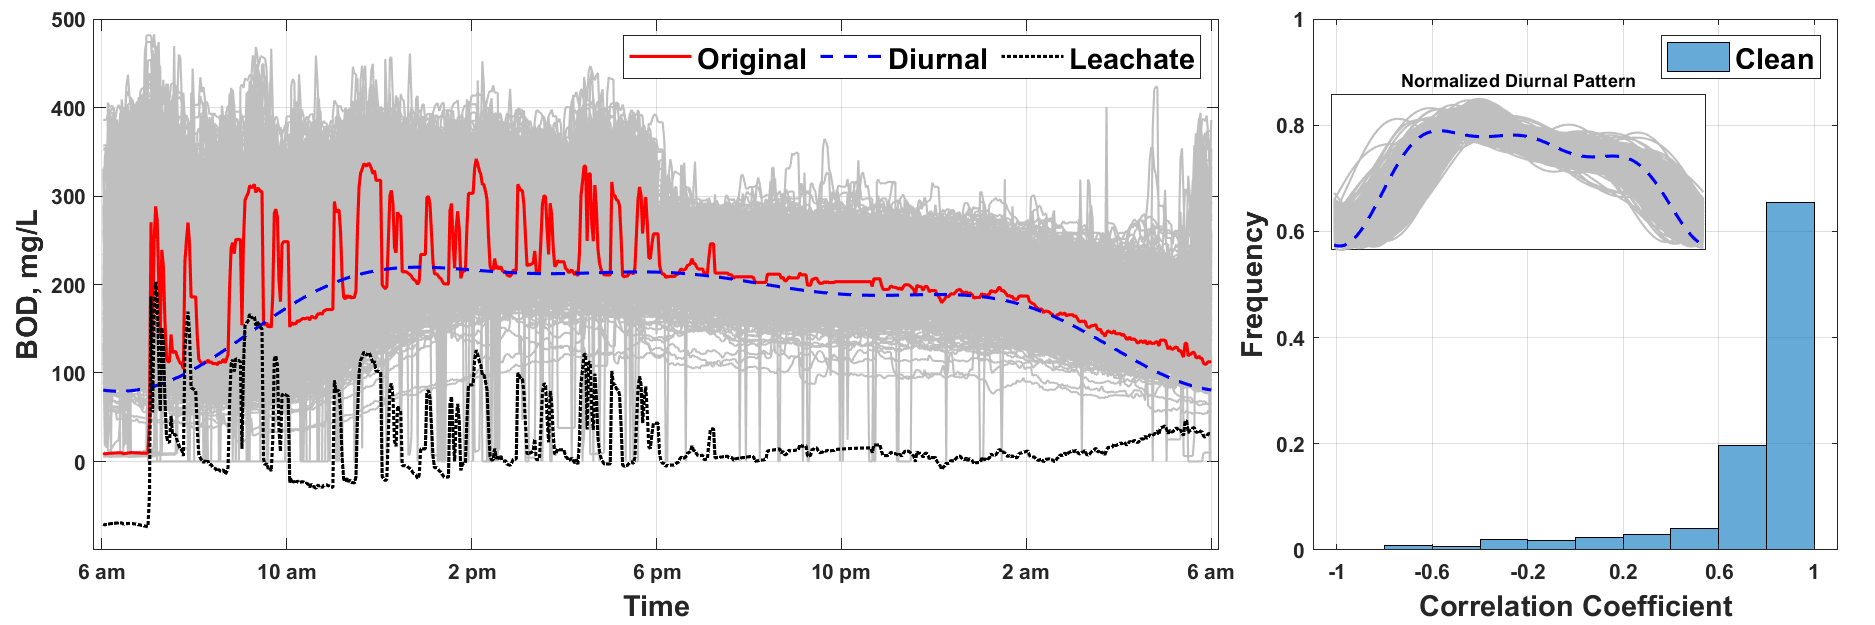 500
400
300
200
100
0
BOD, mg/L
Original Diurnal Leachate
6 am 10 am 2 pm 6 pm 10 pm 2 am 6 am
Time
1
0.8
0.6
0.4
0.2
0
Frequency
Clean
Normalized Diurnal Pattern
-1 -0.6 -0.2 0.2 0.6 1
Correlation Coefficient